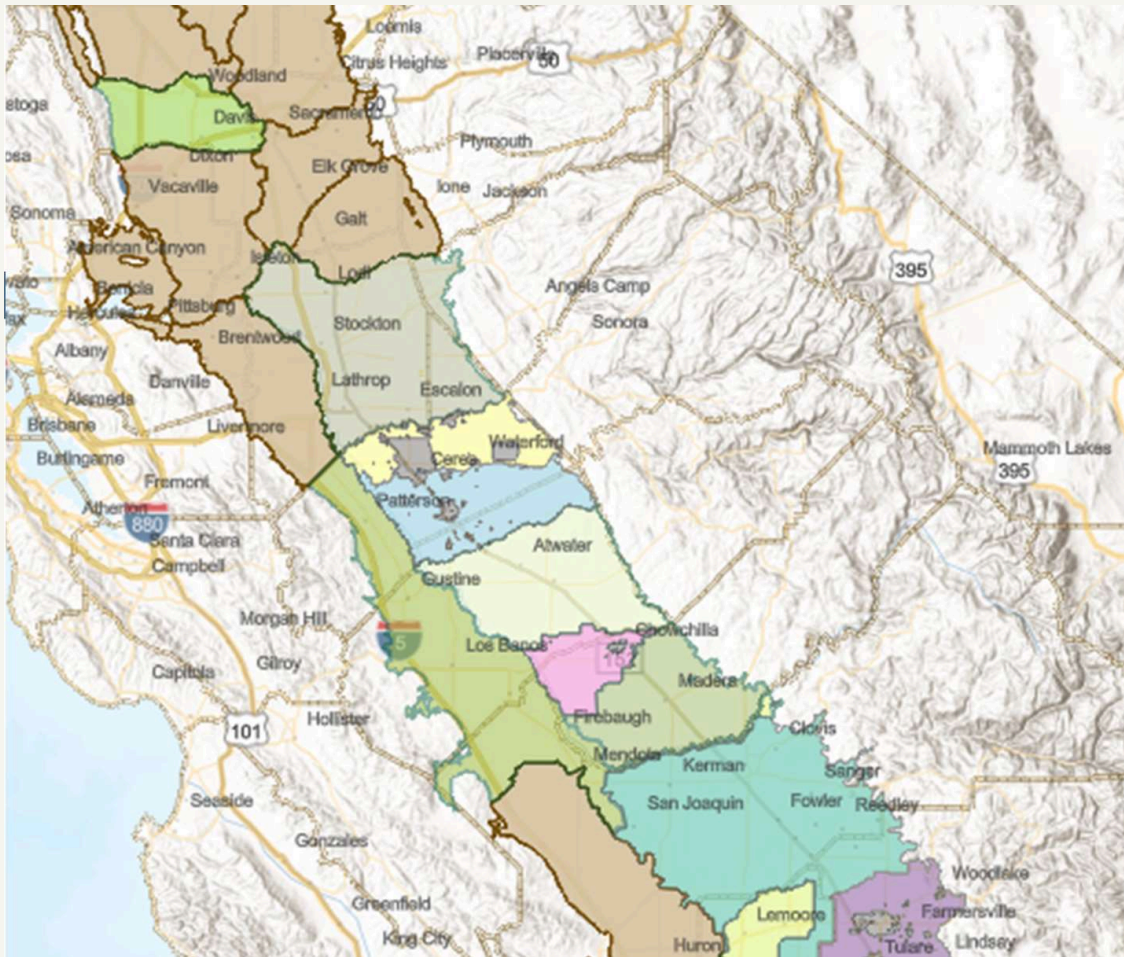 Loomis
Placerville
50
Citrus Heights
Woodland
50
Sacramento
Davis
Plymouth
Dixon
Elk Grove
Vacaville
Ione
Jackson
Sonoma
Galt
American Canyon
Isleton
Lodi
395
Benicia
Angels Camp
Pittsburg
Hercules
Stockton
Sonora
Brentwood
Albany
Danville
Lathrop
Escalon
Alameda
Brisbane
Livermore
Waterford
Mammoth Lakes
Burlingame
Ceres
395
Fremont
Patterson
Atherton
880
Santa Clara
Atwater
Campbell
Gustine
Morgan Hill
Chowchilla
5
Los Banos
152
Gilroy
Capitola
Madera
Hollister
Firebaugh
101
Clovis
Mendota
Kerman
Sanger
Seaside
San Joaquin
Fowler
Reedley
Gonzales
Woodlake
Greenfield
Lemoore
Farmersville
King City
Huron
Tulare
Lindsay